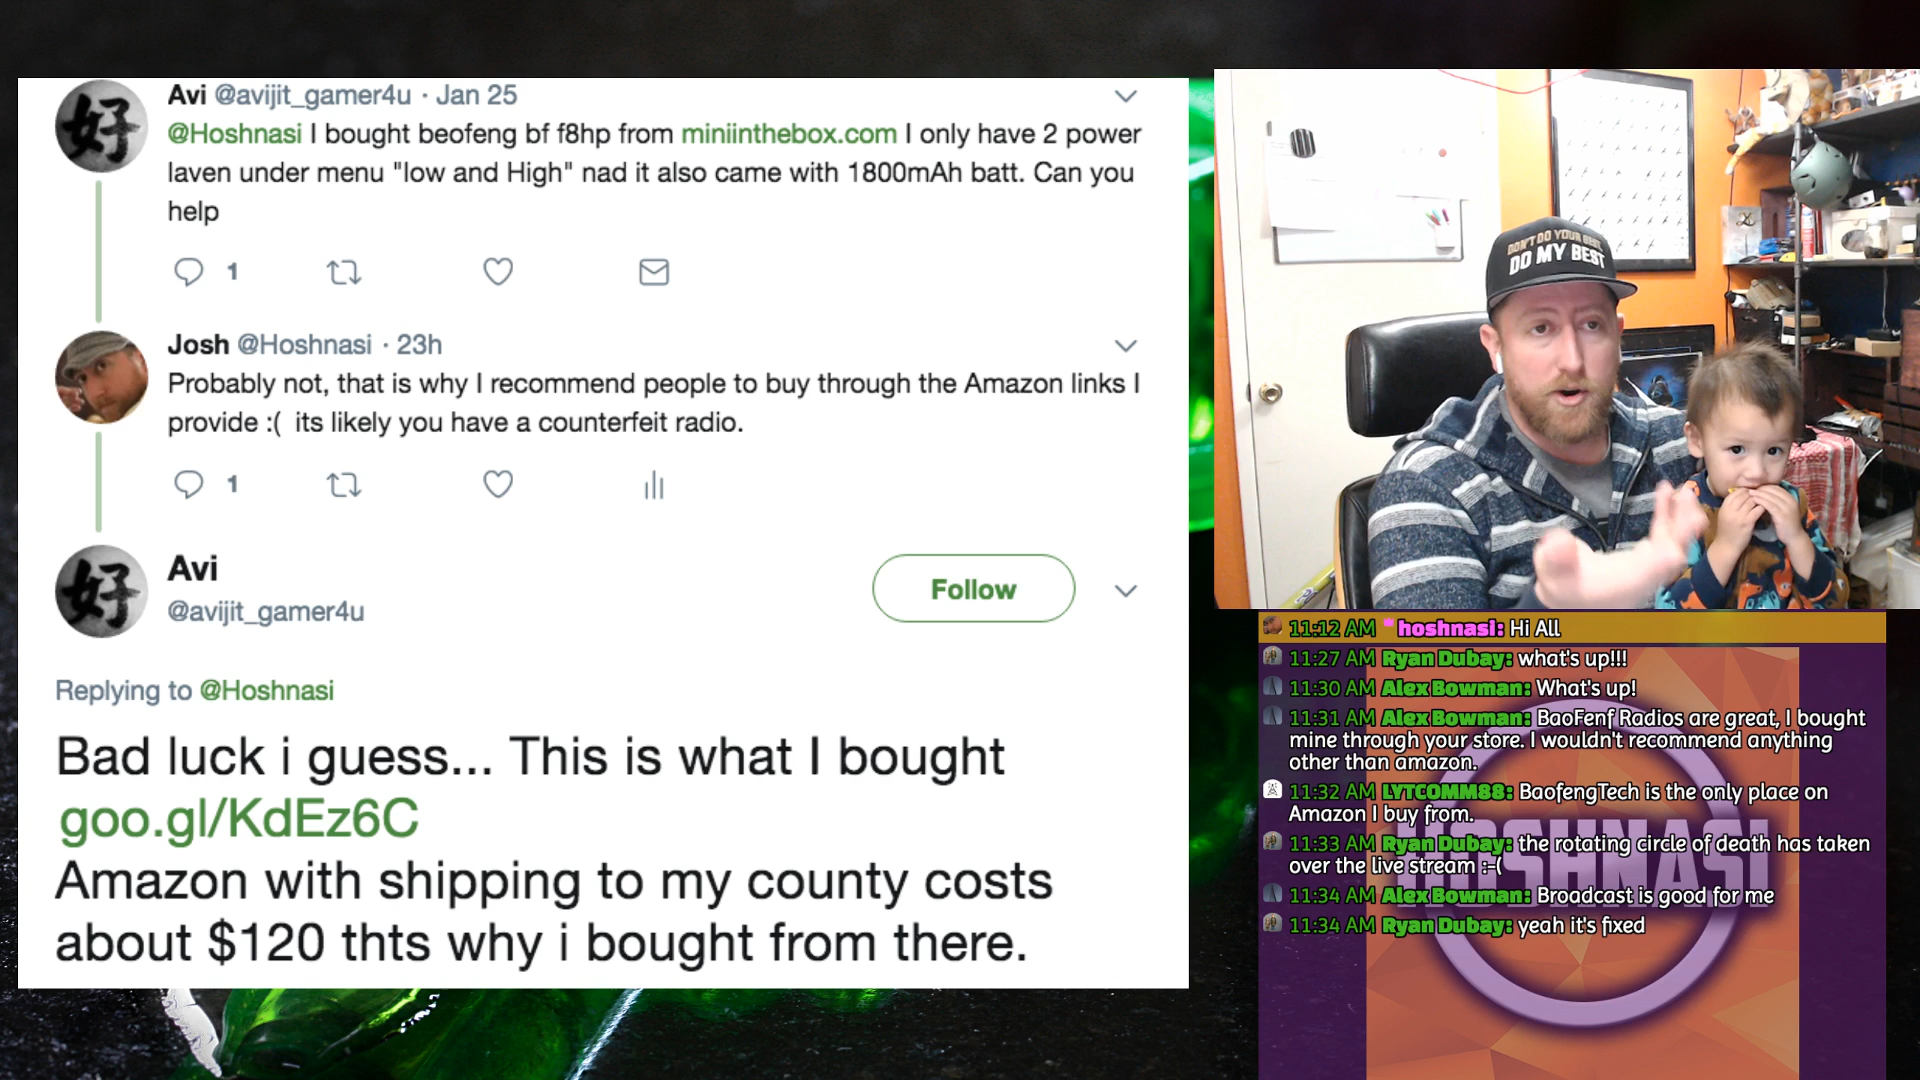 Avi @avijit_gamer4u · Jan 25
@Hoshnasi I bought beofeng bf f8hp from miniinthebox.com I only have 2 power
laven under menu "low and High" nad it also came with 1800mAh batt. Can you
help
1
Josh @Hoshnasi · 23h
Probably not, that is why I recommend people to buy through the Amazon links I
provide :( its likely you have a counterfeit radio.
1
Avi
@avijit_gamer4u
Follow
Replying to @Hoshnasi
Bad luck i guess... This is what I bought
goo.gl/KdEz6C
Amazon with shipping to my county costs
about $120 thts why i bought from there.
DON'T DO YOUR BEST
DO MY BEST
11:12 AM * hoshnasi: Hi All
11:27 AM Ryan Dubay: what's up!!!
11:30 AM Alex Bowman: What's up!
11:31 AM Alex Bowman: BaoFenf Radios are great, I bought
mine through your store. I wouldn't recommend anything
other than amazon.
11:32 AM LYTCOMM88: BaofengTech is the only place on
Amazon I buy from.
11:33 AM Ryan Dubay: the rotating circle of death has taken
over the live stream :-(
11:34 AM Alex Bowman: Broadcast is good for me
11:34 AM Ryan Dubay: yeah it's fixed
HOSHNASI